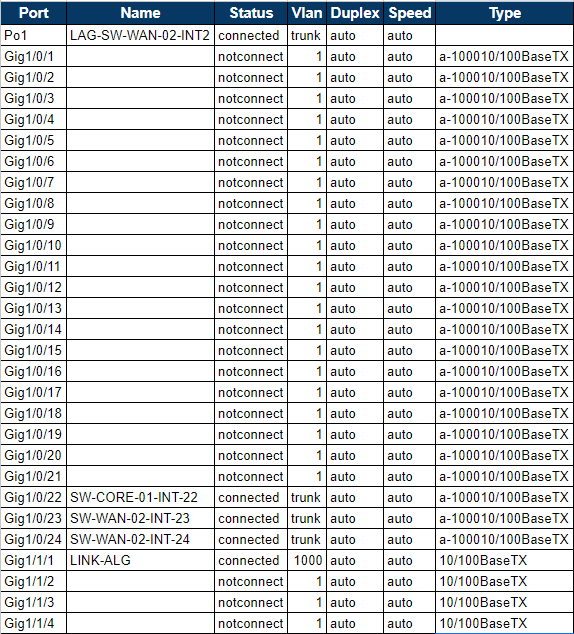 Port Name Status Vlan Duplex Speed Type
Po1 LAG-SW-WAN-02-INT2 connected trunk auto auto
Gig1/0/1 notconnect 1 auto auto a-100010/100BaseTX
Gig1/0/2 notconnect 1 auto auto a-100010/100BaseTX
Gig1/0/3 notconnect 1 auto auto a-100010/100BaseTX
Gig1/0/4 notconnect 1 auto auto a-100010/100BaseTX
Gig1/0/5 notconnect 1 auto auto a-100010/100BaseTX
Gig1/0/6 notconnect 1 auto auto a-100010/100BaseTX
Gig1/0/7 notconnect 1 auto auto a-100010/100BaseTX
Gig1/0/8 notconnect 1 auto auto a-100010/100BaseTX
Gig1/0/9 notconnect 1 auto auto a-100010/100BaseTX
Gig1/0/10 notconnect 1 auto auto a-100010/100BaseTX
Gig1/0/11 notconnect 1 auto auto a-100010/100BaseTX
Gig1/0/12 notconnect 1 auto auto a-100010/100BaseTX
Gig1/0/13 notconnect 1 auto auto a-100010/100BaseTX
Gig1/0/14 notconnect 1 auto auto a-100010/100BaseTX
Gig1/0/15 notconnect 1 auto auto a-100010/100BaseTX
Gig1/0/16 notconnect 1 auto auto a-100010/100BaseTX
Gig1/0/17 notconnect 1 auto auto a-100010/100BaseTX
Gig1/0/18 notconnect 1 auto auto a-100010/100BaseTX
Gig1/0/19 notconnect 1 auto auto a-100010/100BaseTX
Gig1/0/20 notconnect 1 auto auto a-100010/100BaseTX
Gig1/0/21 notconnect 1 auto auto a-100010/100BaseTX
Gig1/0/22 SW-CORE-01-INT-22 connected trunk auto auto a-100010/100BaseTX
Gig1/0/23 SW-WAN-02-INT-23 connected trunk auto auto a-100010/100BaseTX
Gig1/0/24 SW-WAN-02-INT-24 connected trunk auto auto a-100010/100BaseTX
Gig1/1/1 LINK-ALG connected 1000 auto auto 10/100BaseTX
Gig1/1/2 notconnect 1 auto auto 10/100BaseTX
Gig1/1/3 notconnect 1 auto auto 10/100BaseTX
Gig1/1/4 notconnect 1 auto auto 10/100BaseTX